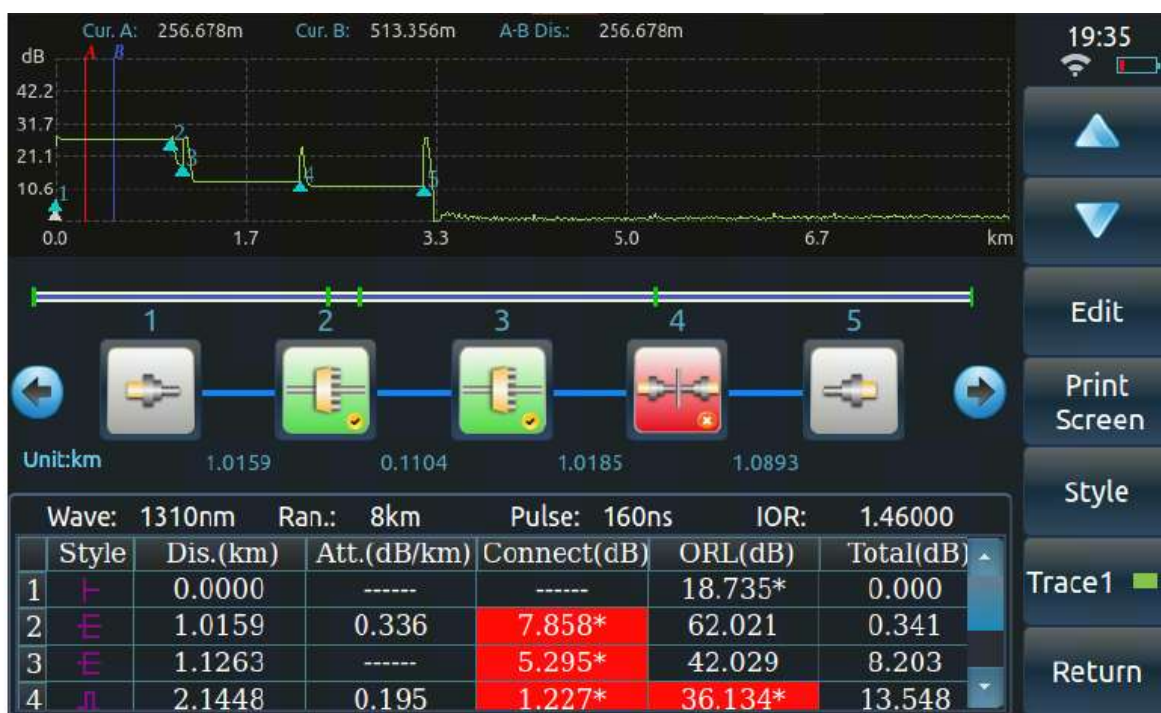 Cur. A: 256.678m Cur. B: 513.356m A-B Dis.: 256.678m
19:35
dB A B
42.2
31.7
21.1
10.6
2
3
1 4 5
0.0 1.7 3.3 5.0 6.7 km
1 2 3 4 5
Unit:km 1.0159 0.1104 1.0185 1.0893
Wave: 1310nm Ran.: 8km Pulse: 160ns IOR: 1.46000
Style Dis.(km) Att.(dB/km) Connect(dB) ORL(dB) Total(dB)
1 0.0000 ------ ------ 18.735* 0.000
2 1.0159 0.336 7.858* 62.021 0.341
3 1.1263 ------ 5.295* 42.029 8.203
4 2.1448 0.195 1.227* 36.134* 13.548
Edit
Print
Screen
Style
Trace1
Return